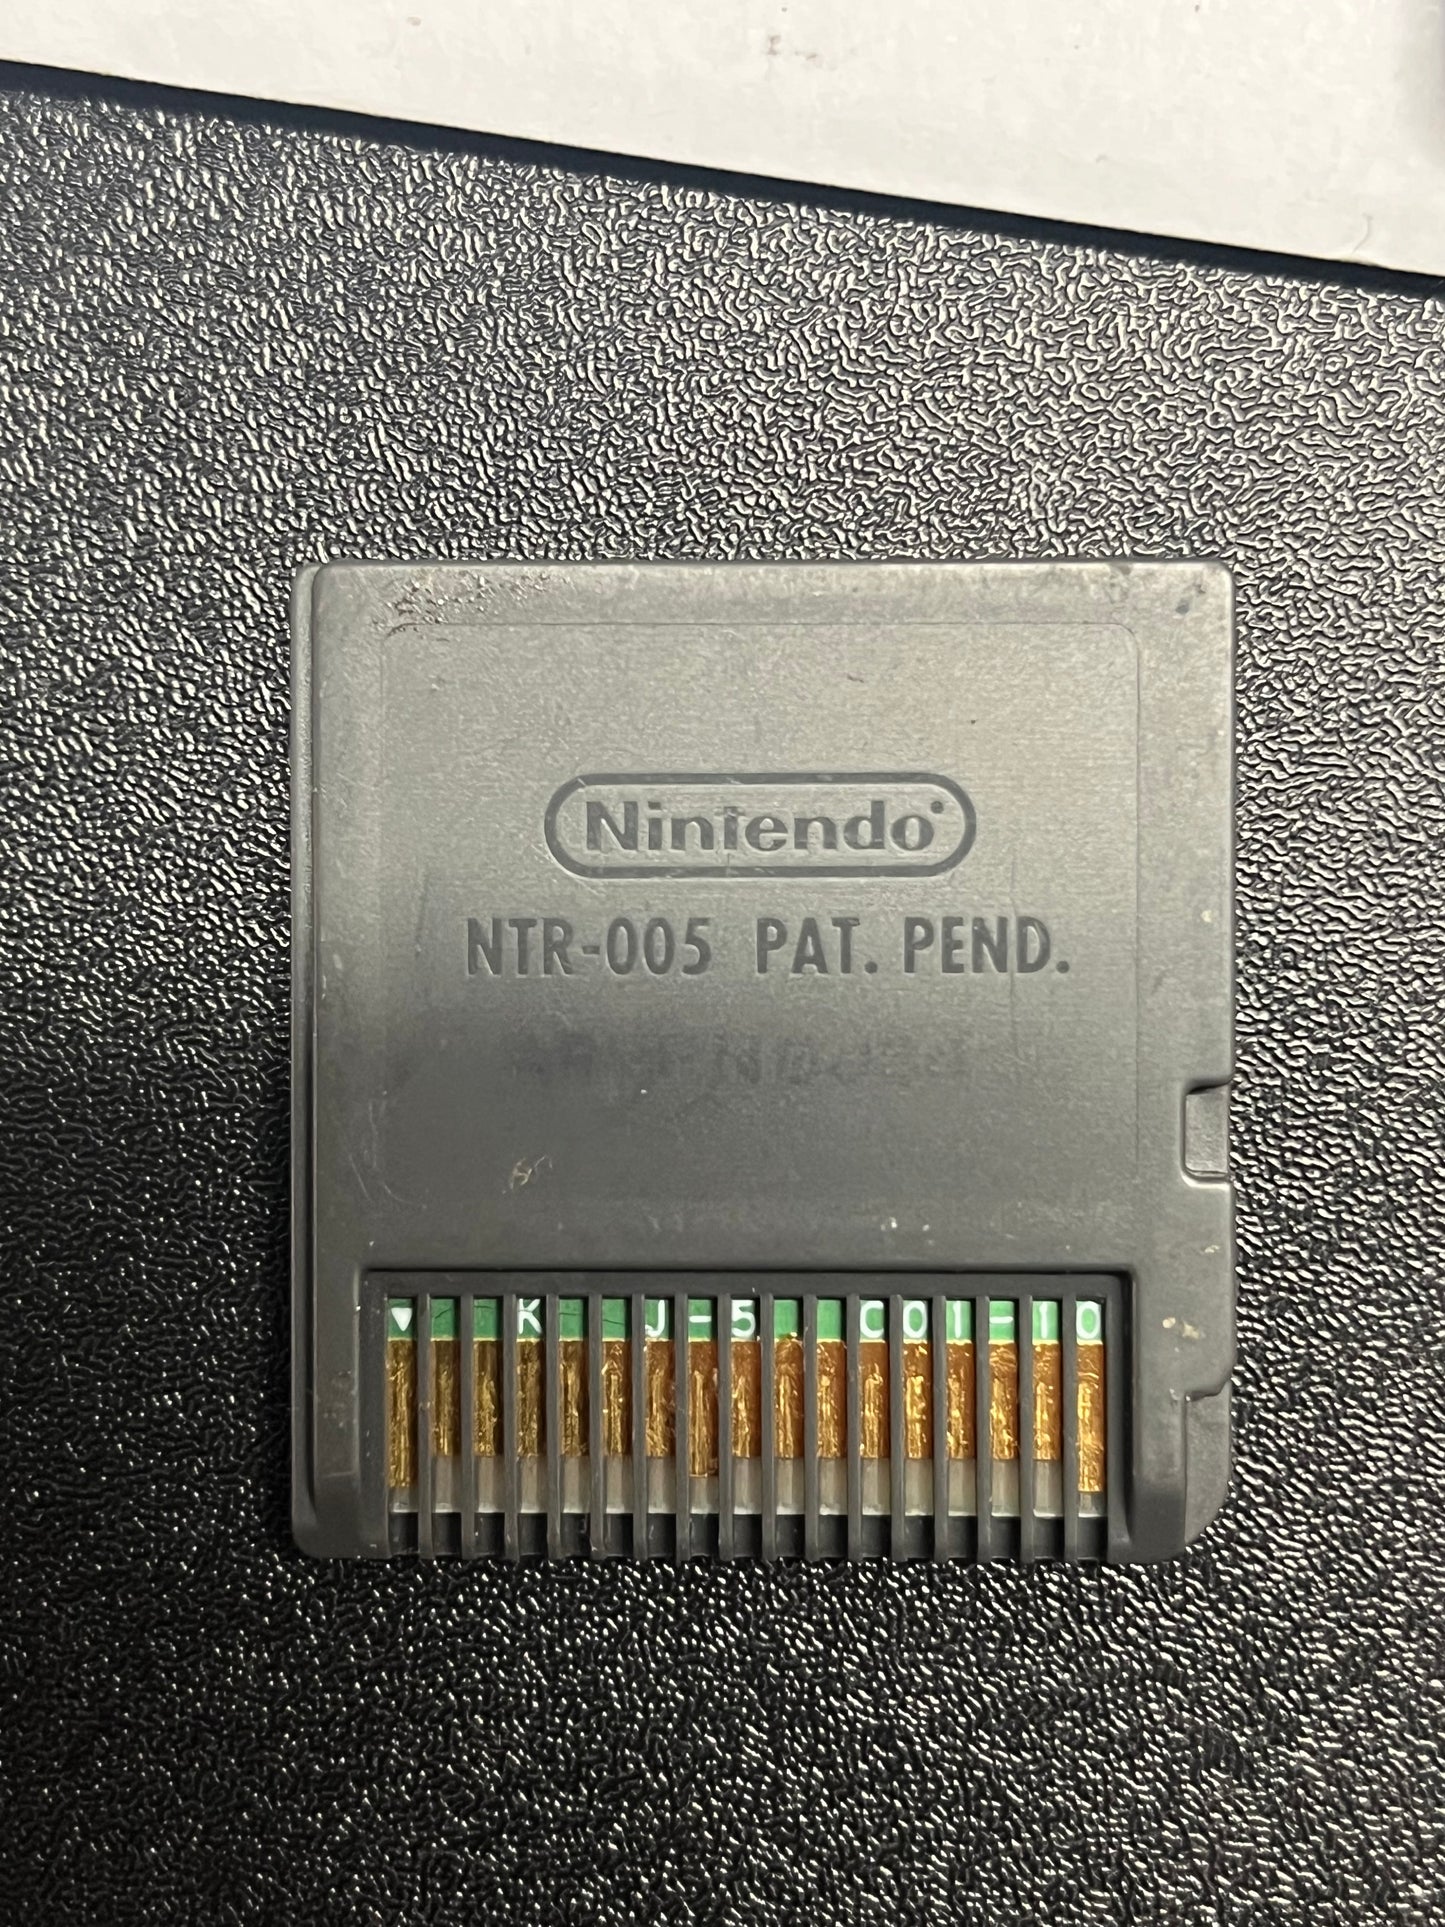 Nintendo
NTR-005 PAT. PEND.
K J-5 C01-10